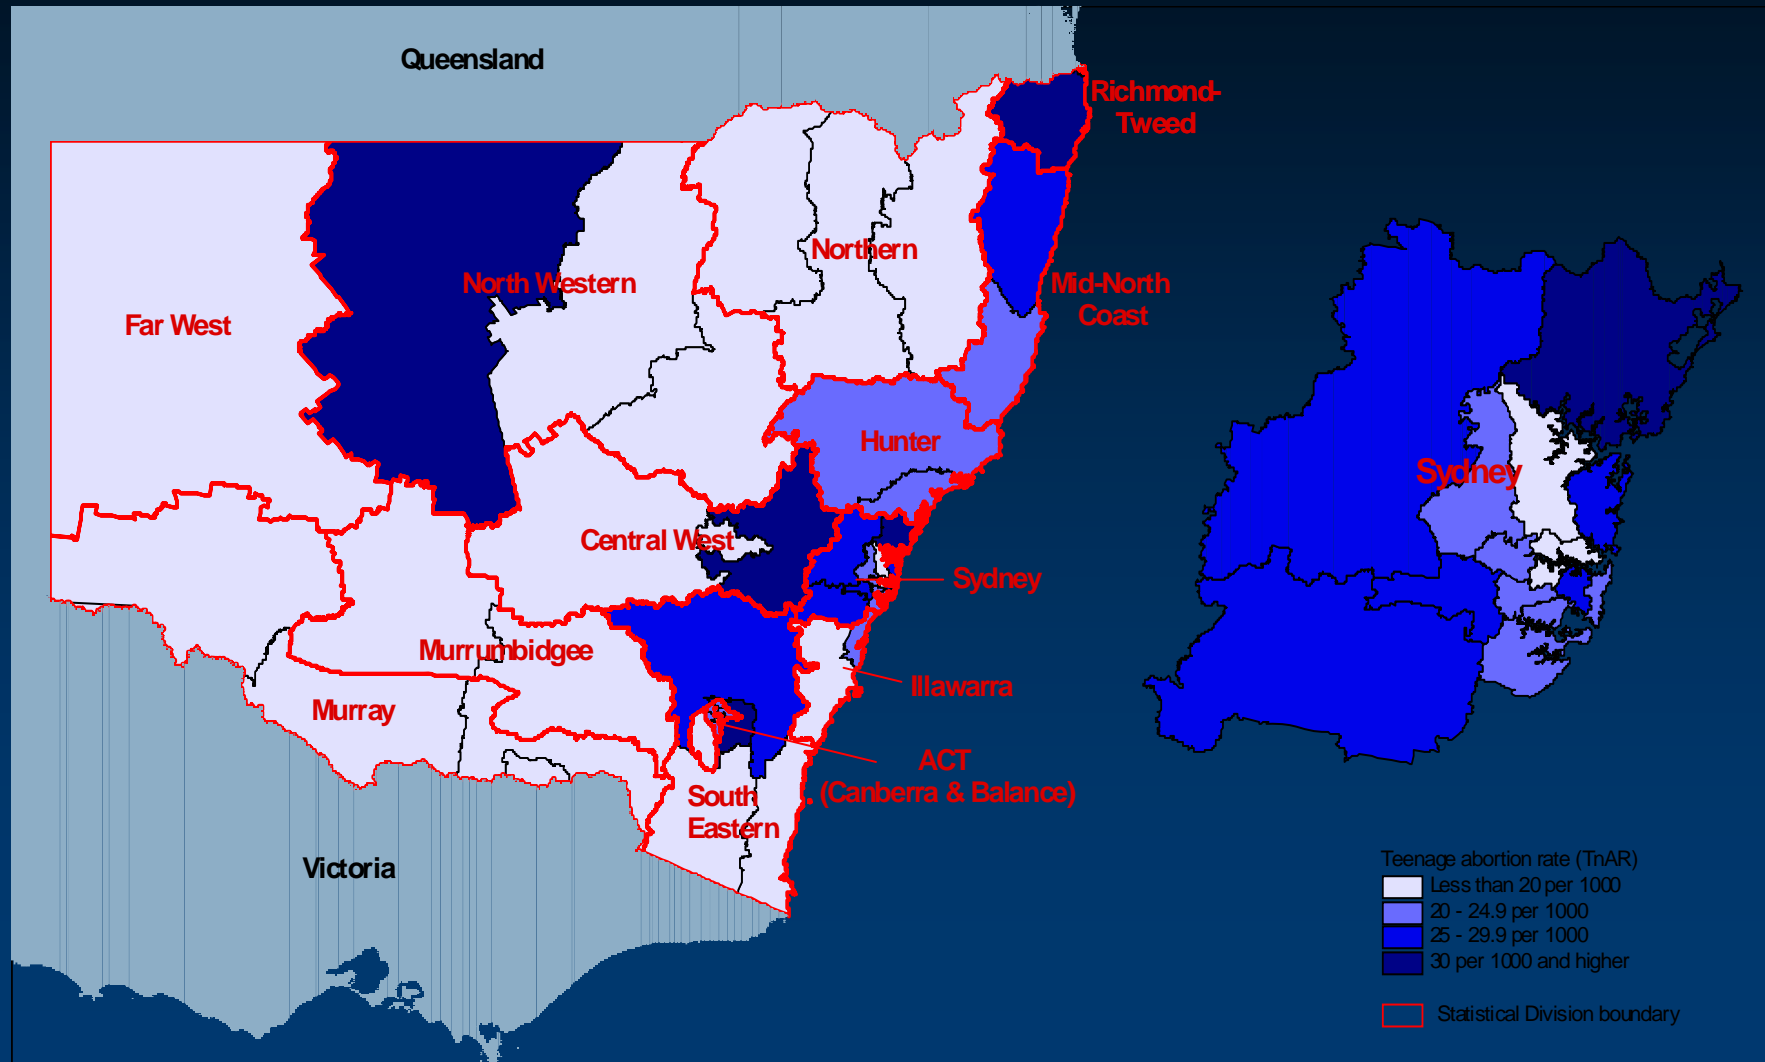 Queensland
Richmond-
Tweed
Northern
North Western
Mid-North
Coast
Far West
Hunter
Sydney
Central West
Sydney
Murrumbidgee
Illawarra
Murray
ACT
(Canberra & Balance)
South
Eastern
Victoria
Teenage abortion rate (TnAR)
Less than 20 per 1000
20 - 24.9 per 1000
25 - 29.9 per 1000
30 per 1000 and higher
Statistical Division boundary